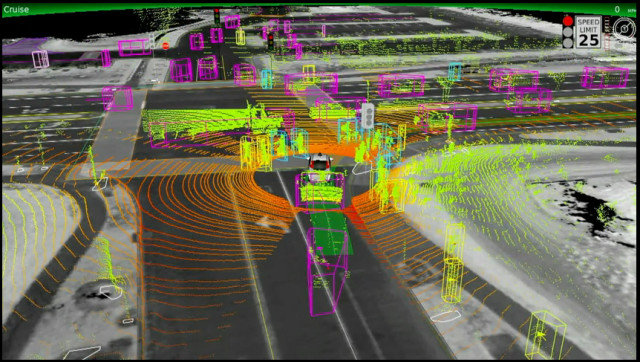 Cruise
0
SPEED
LIMIT
25